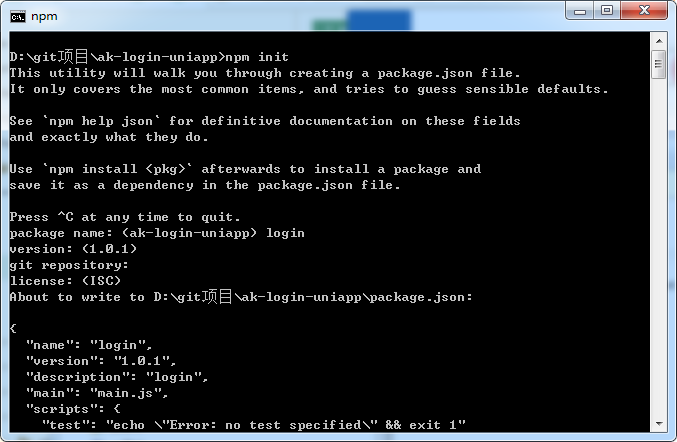 npm
D:\git项目\ak-login-uniapp>npm init
This utility will walk you through creating a package.json file.
It only covers the most common items, and tries to guess sensible defaults.
See `npm help json` for definitive documentation on these fields
and exactly what they do.
Use `npm install <pkg>` afterwards to install a package and
save it as a dependency in the package.json file.
Press ^C at any time to quit.
package name: (ak-login-uniapp) login
version: (1.0.1)
git repository:
license: (ISC)
About to write to D:\git项目\ak-login-uniapp\package.json:
{
  "name": "login",
  "version": "1.0.1",
  "description": "login",
  "main": "main.js",
  "scripts": {
    "test": "echo \"Error: no test specified\" && exit 1"